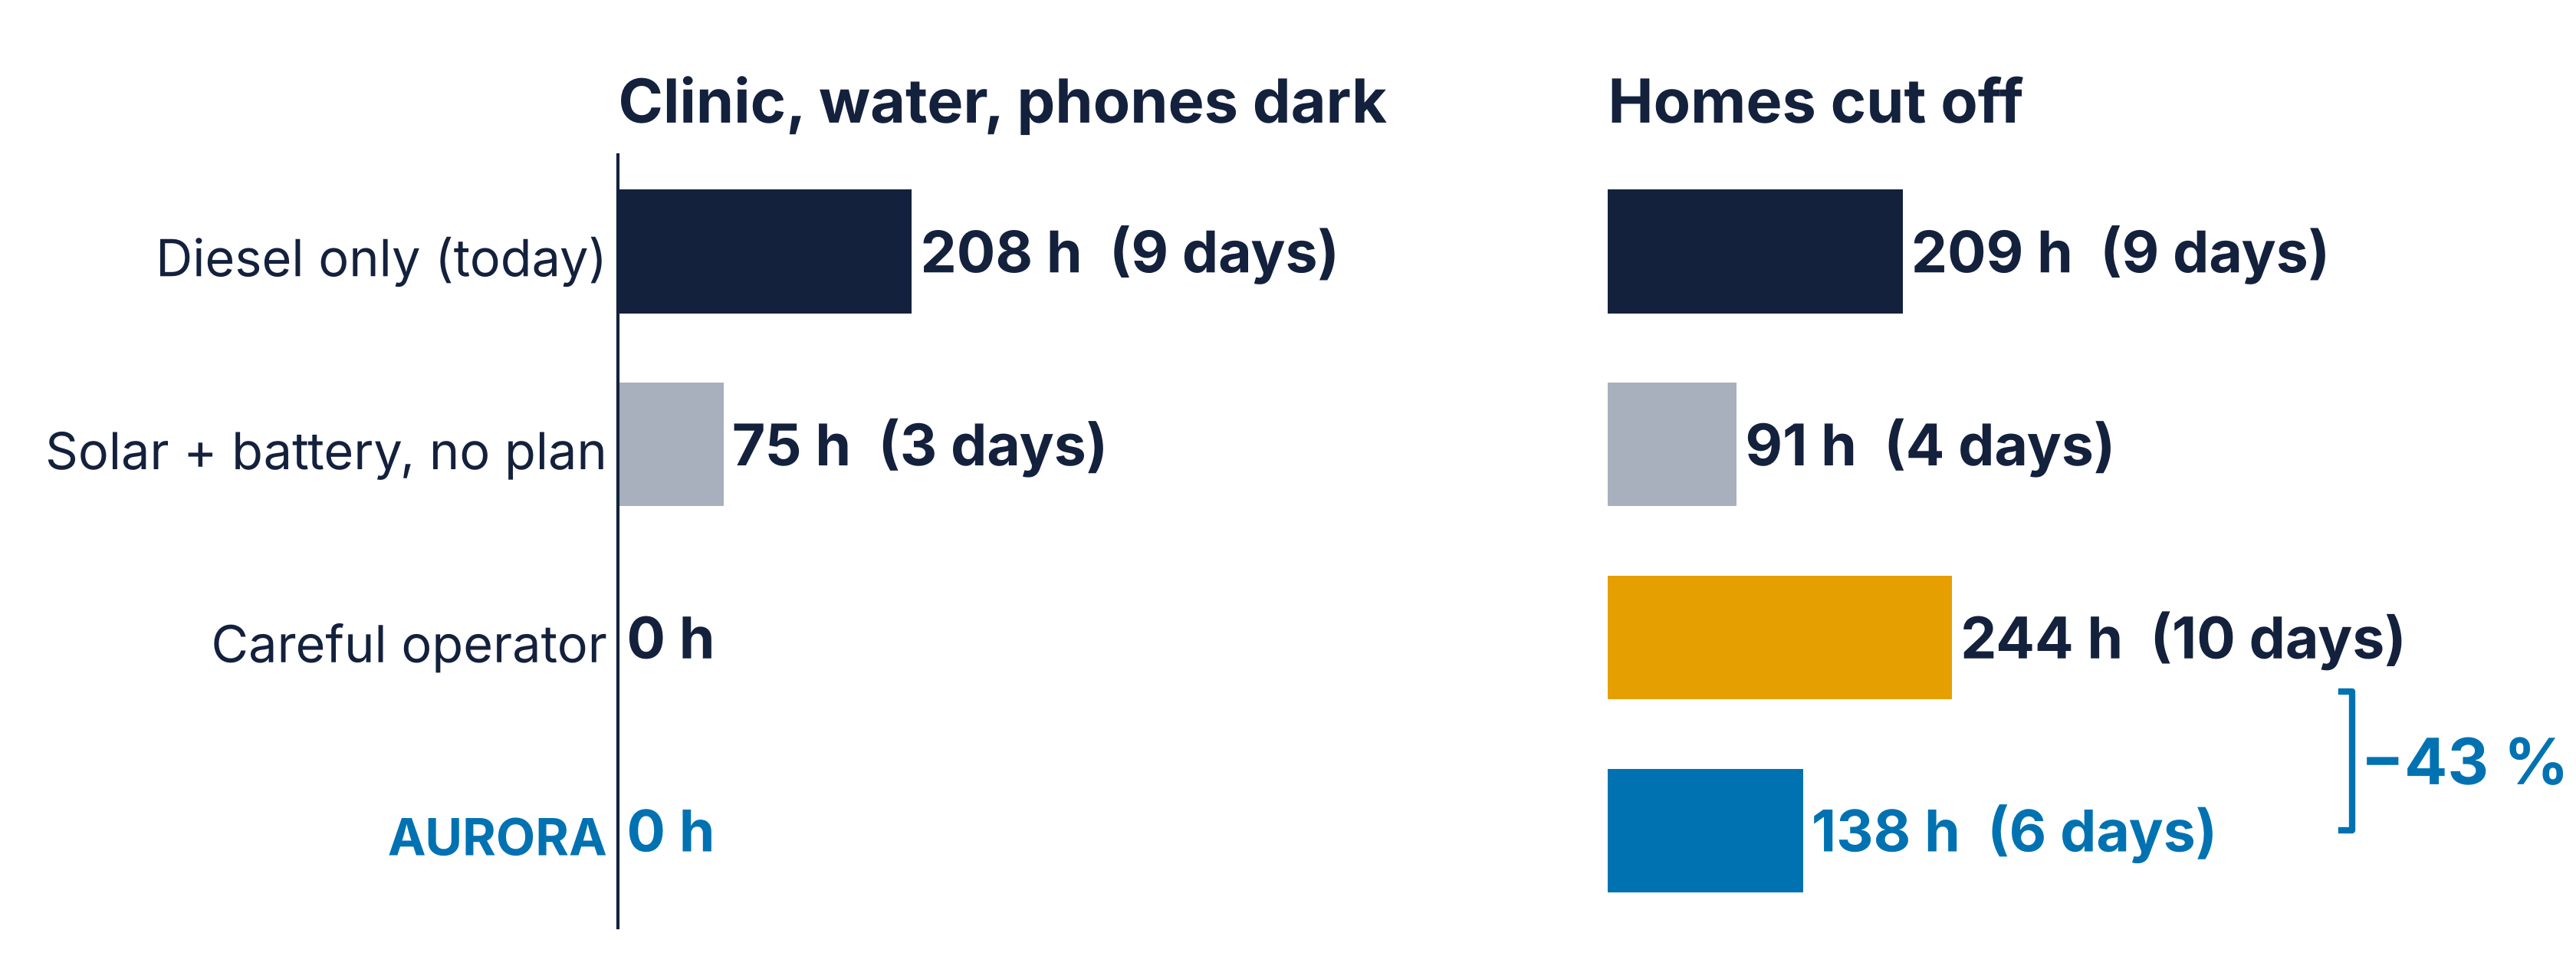 Clinic, water, phones dark
Homes cut off
Diesel only (today)
208 h (9 days)
209 h (9 days)
Solar + battery, no plan
75 h (3 days)
91 h (4 days)
Careful operator
0 h
244 h (10 days)
−43 %
AURORA
0 h
138 h (6 days)